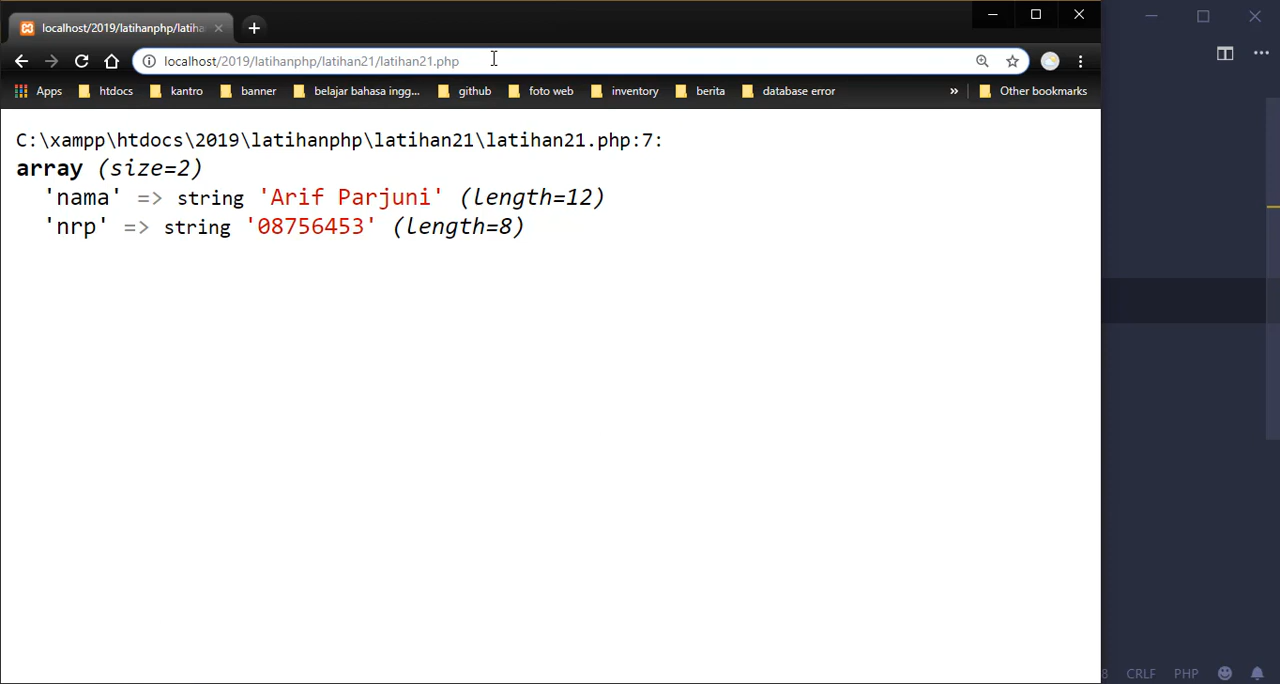 localhost/2019/latihanphp/latiha
localhost/2019/latihanphp/latihan21/latihan21.php
Apps htdocs kantro banner belajar bahasa ingg... github foto web inventory berita database error » Other bookmarks
C:\xampp\htdocs\2019\latihanphp\latihan21\latihan21.php:7:
array (size=2)
'nama' => string 'Arif Parjuni' (length=12)
'nrp' => string '08756453' (length=8)
8 CRLF PHP